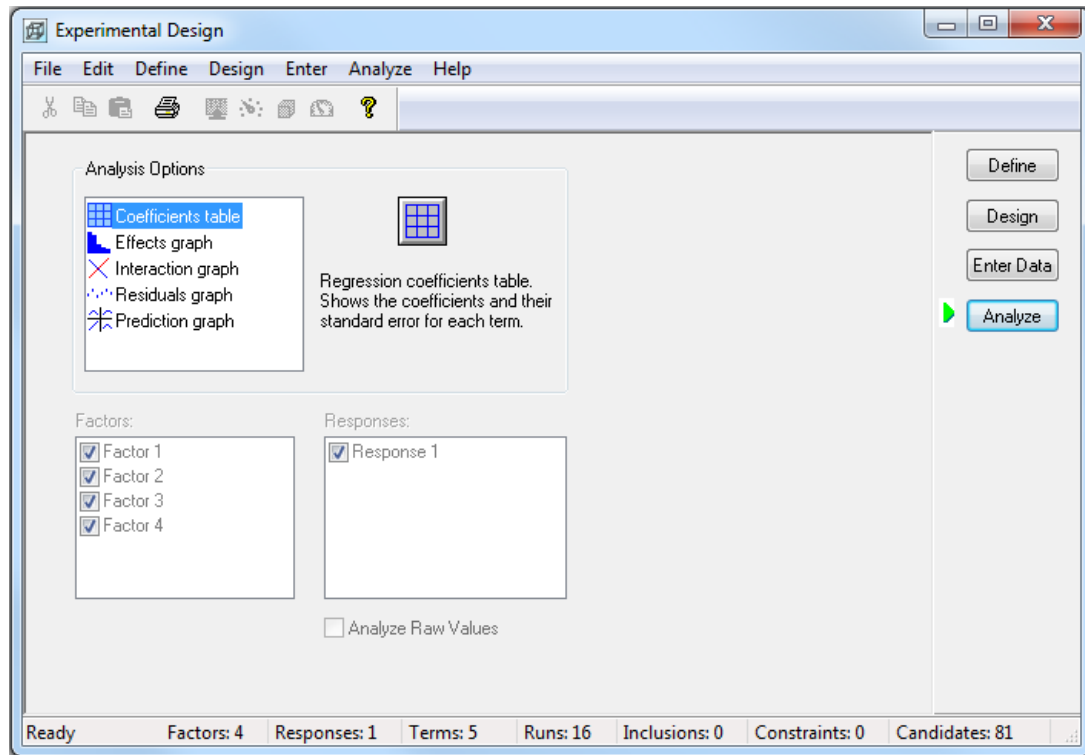 Experimental Design
File Edit Define Design Enter Analyze Help
Analysis Options
Coefficients table
Effects graph
Interaction graph
Residuals graph
Prediction graph
Regression coefficients table.
Shows the coefficients and their
standard error for each term.
Define
Design
Enter Data
Analyze
Factors:
Factor 1
Factor 2
Factor 3
Factor 4
Responses:
Response 1
Analyze Raw Values
Ready Factors: 4 Responses: 1 Terms: 5 Runs: 16 Inclusions: 0 Constraints: 0 Candidates: 81